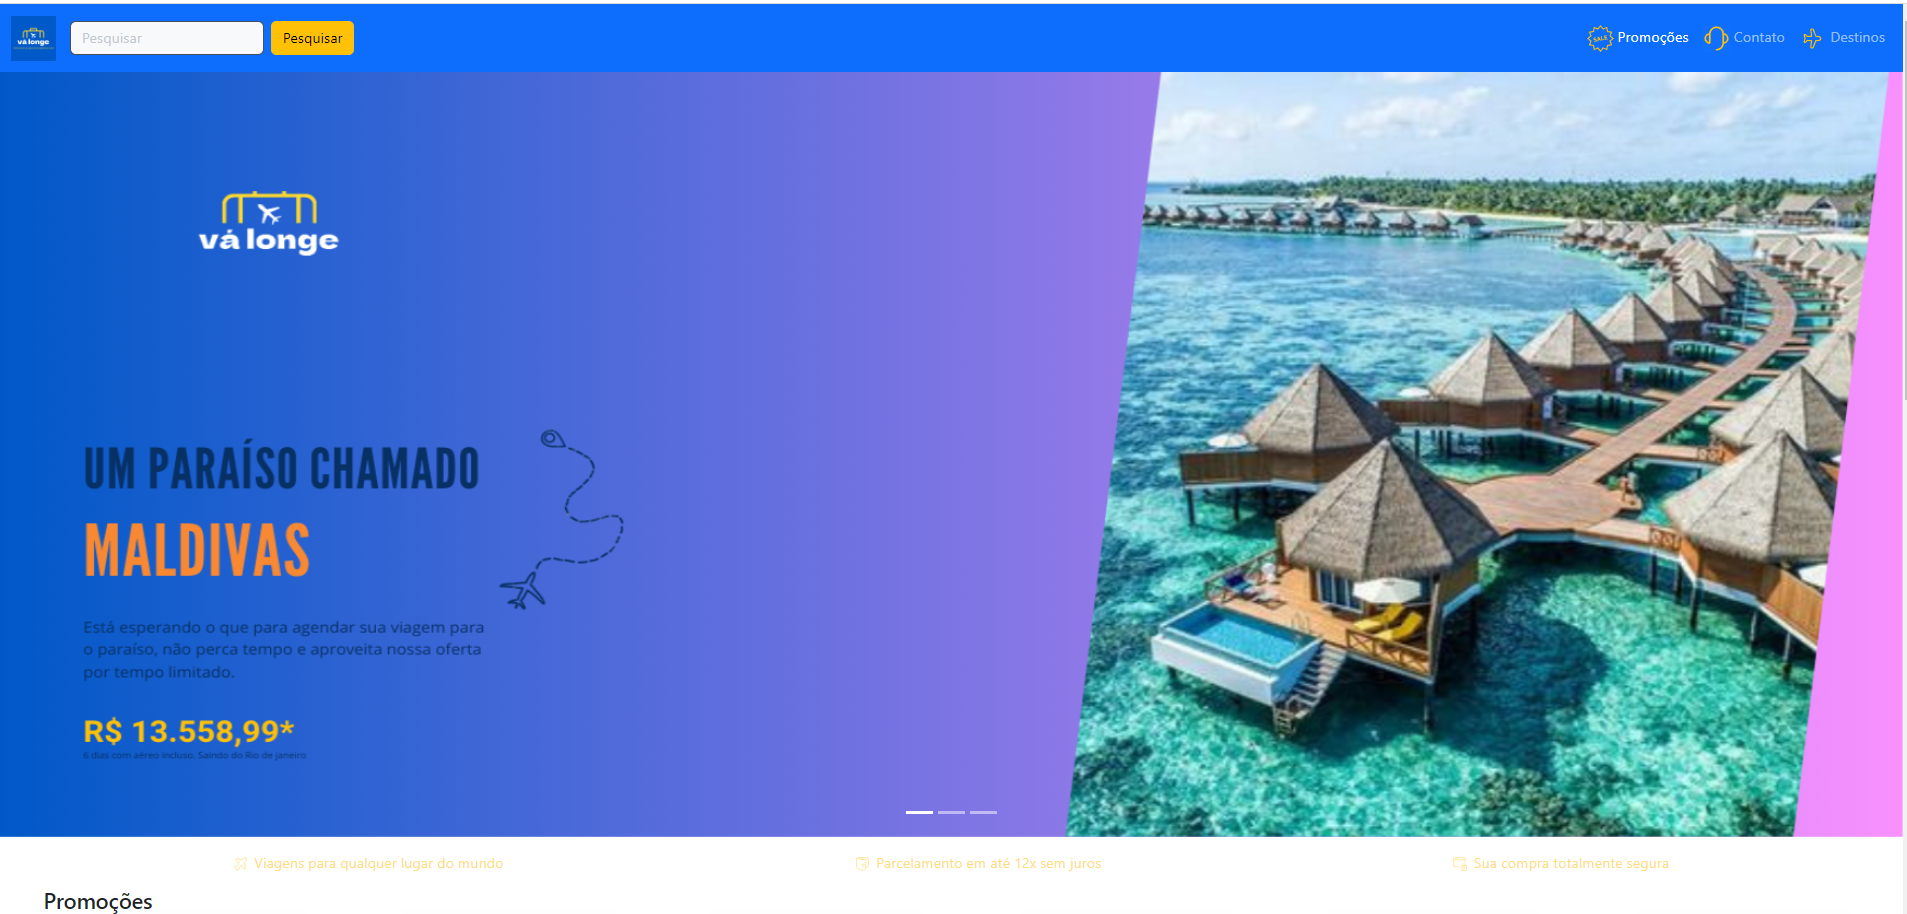 vá longe
Pesquisar
Pesquisar
SALE
Promoções
Contato
Destinos
vá longe
UM PARAÍSO CHAMADO
MALDIVAS
Está esperando o que para agendar sua viagem para
o paraíso, não perca tempo e aproveita nossa oferta
por tempo limitado.
R$ 13.558,99*
6 dias com aéreo incluso. Saindo do Rio de janeiro
Viagens para qualquer lugar do mundo
Parcelamento em até 12x sem juros
Sua compra totalmente segura
Promoções